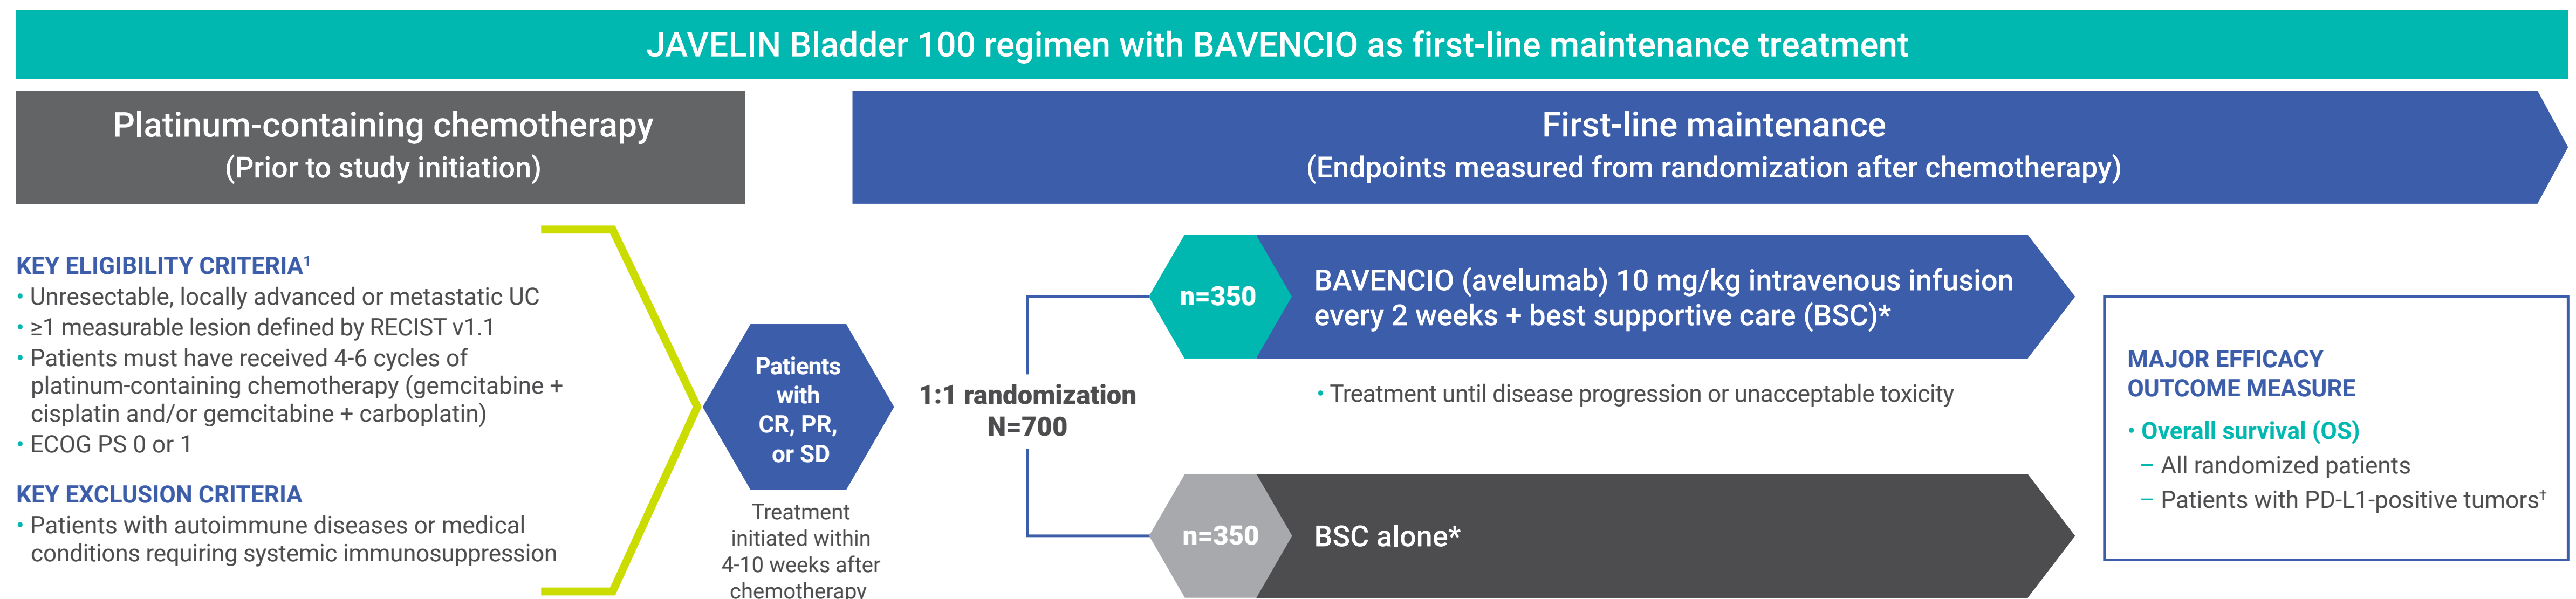 JAVELIN Bladder 100 regimen with BAVENCIO as first-line maintenance treatment
Platinum-containing chemotherapy
(Prior to study initiation)
First-line maintenance
(Endpoints measured from randomization after chemotherapy)
KEY ELIGIBILITY CRITERIA¹
• Unresectable, locally advanced or metastatic UC
• ≥1 measurable lesion defined by RECIST v1.1
• Patients must have received 4-6 cycles of
platinum-containing chemotherapy (gemcitabine +
cisplatin and/or gemcitabine + carboplatin)
• ECOG PS 0 or 1
KEY EXCLUSION CRITERIA
• Patients with autoimmune diseases or medical
conditions requiring systemic immunosuppression
Patients
with
CR, PR,
or SD
Treatment
initiated within
4-10 weeks after
chemotherapy
1:1 randomization
N=700
n=350
BAVENCIO (avelumab) 10 mg/kg intravenous infusion
every 2 weeks + best supportive care (BSC)*
• Treatment until disease progression or unacceptable toxicity
n=350
BSC alone*
MAJOR EFFICACY
OUTCOME MEASURE
• Overall survival (OS)
– All randomized patients
– Patients with PD-L1-positive tumors†